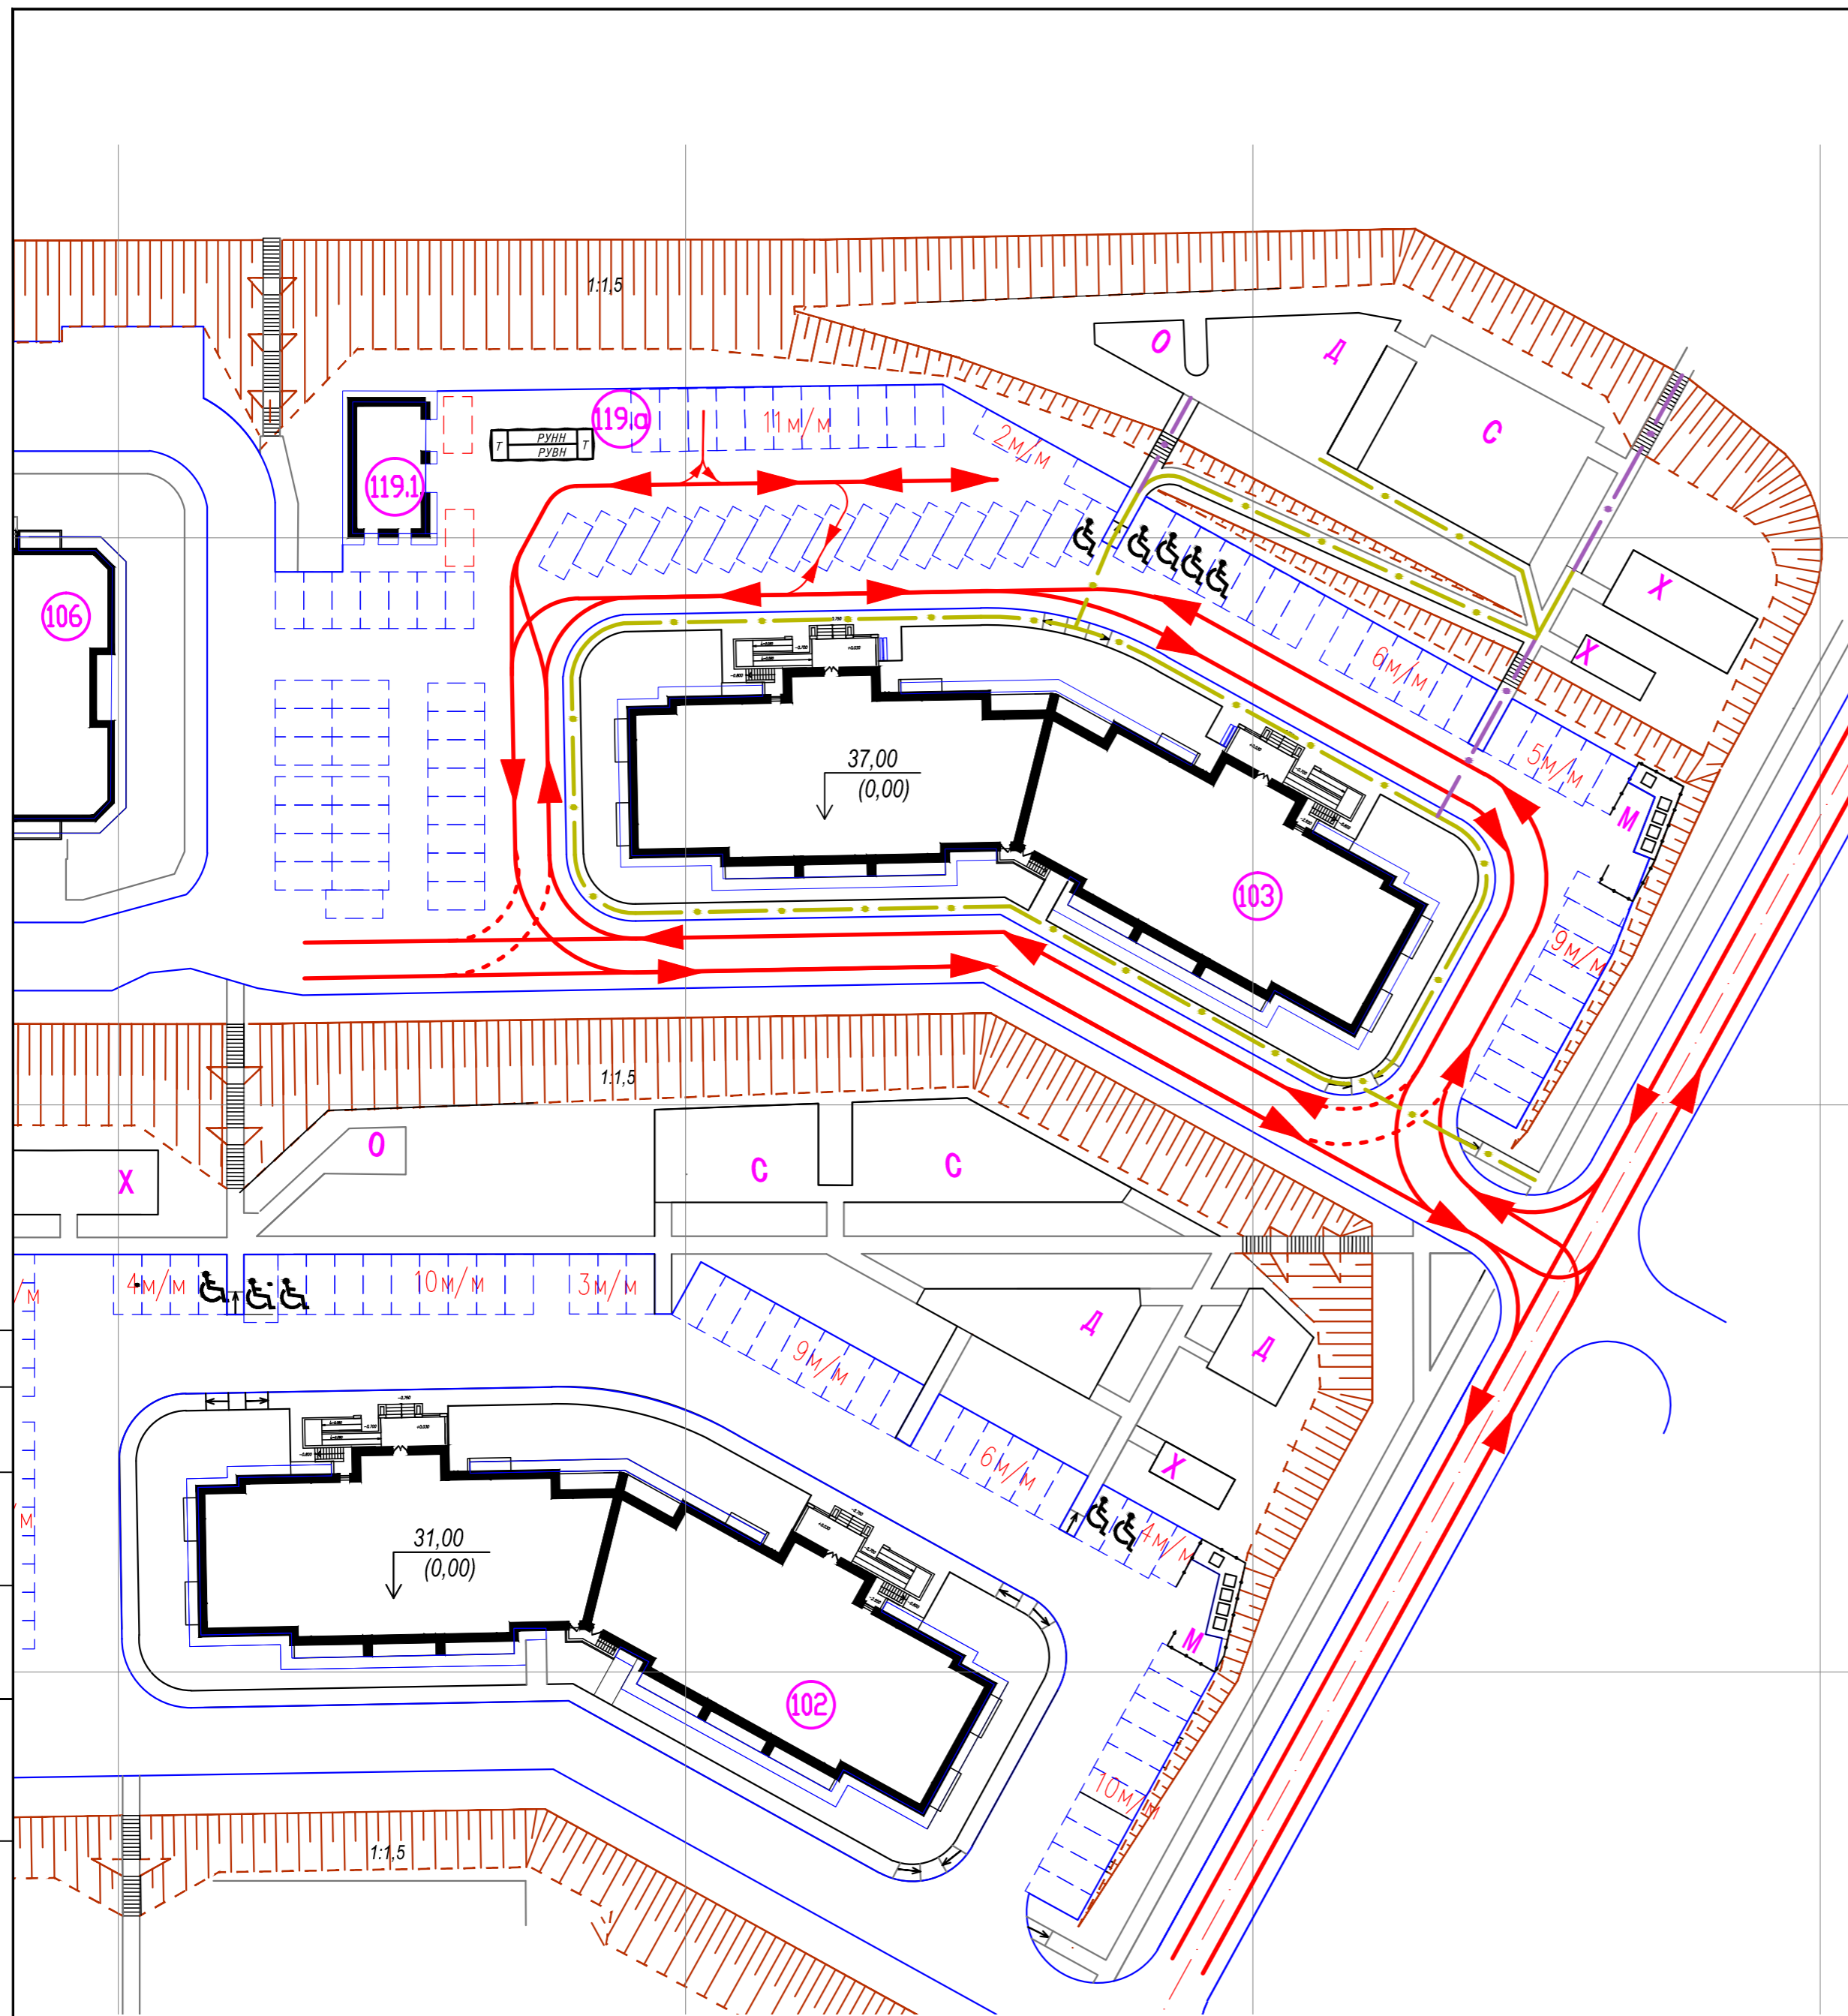 1:1,5
О
Д
119.а
11м/м
2м/м
С
Т
РУНН
РУВН
Т
119.1
Х
106
6м/м
Х
37,00
(0,00)
5м/м
М
103
9м/м
1:1,5
О
С
С
Х
4м/м
10м/м
3м/м
Д
Д
9м/м
6м/м
Х
4м/м
31,00
(0,00)
М
102
10м/м
1:1,5